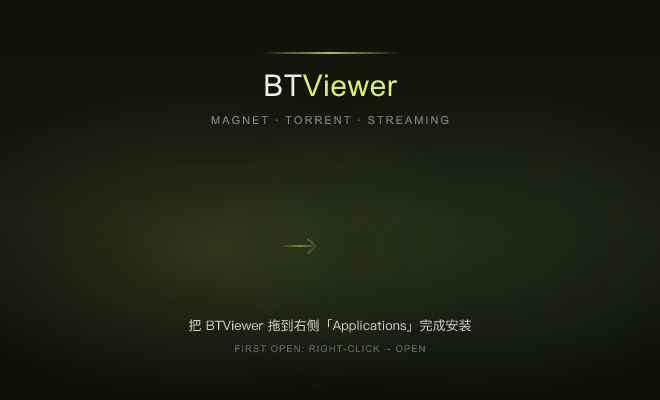 BTViewer
MAGNET · TORRENT · STREAMING
把 BTViewer 拖到右侧「Applications」完成安装
FIRST OPEN: RIGHT-CLICK → OPEN